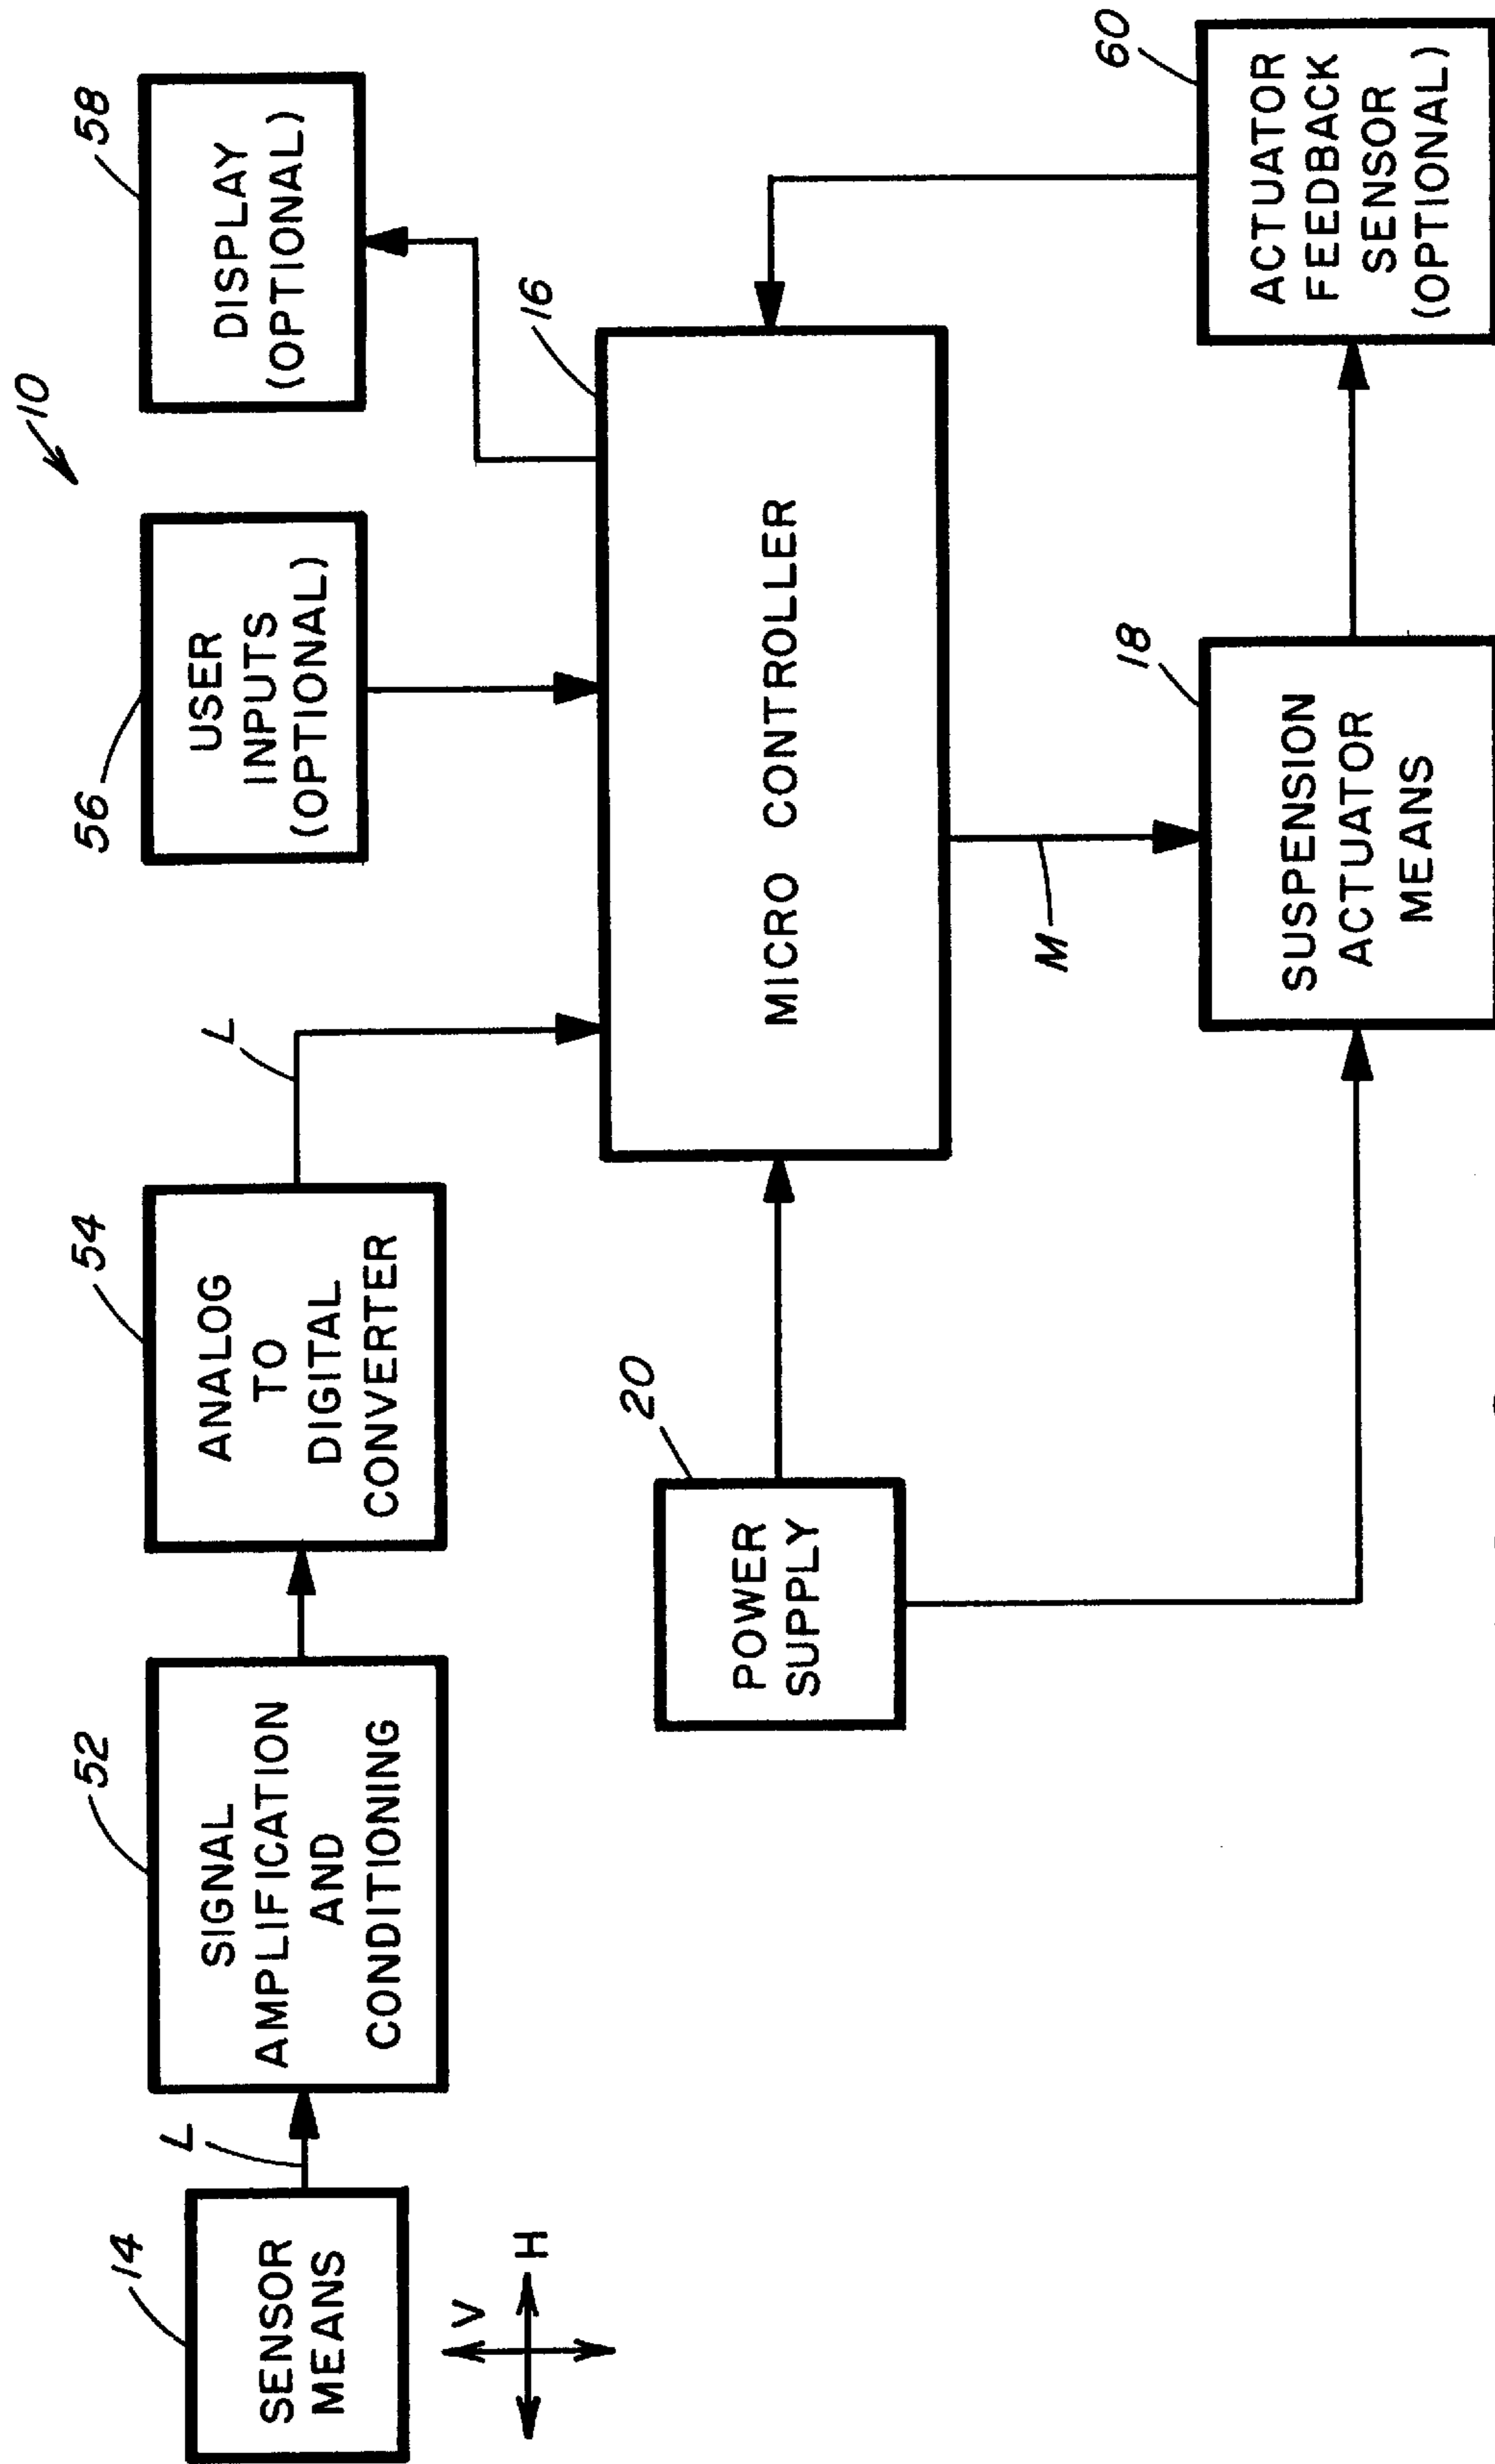 10
14
SENSOR
MEANS
V
H
L
52
SIGNAL
AMPLIFICATION
AND
CONDITIONING
54
ANALOG
TO
DIGITAL
CONVERTER
L
56
USER
INPUTS
(OPTIONAL)
58
DISPLAY
(OPTIONAL)
20
POWER
SUPPLY
16
MICRO CONTROLLER
M
18
SUSPENSION
ACTUATOR
MEANS
60
ACTUATOR
FEEDBACK
SENSOR
(OPTIONAL)